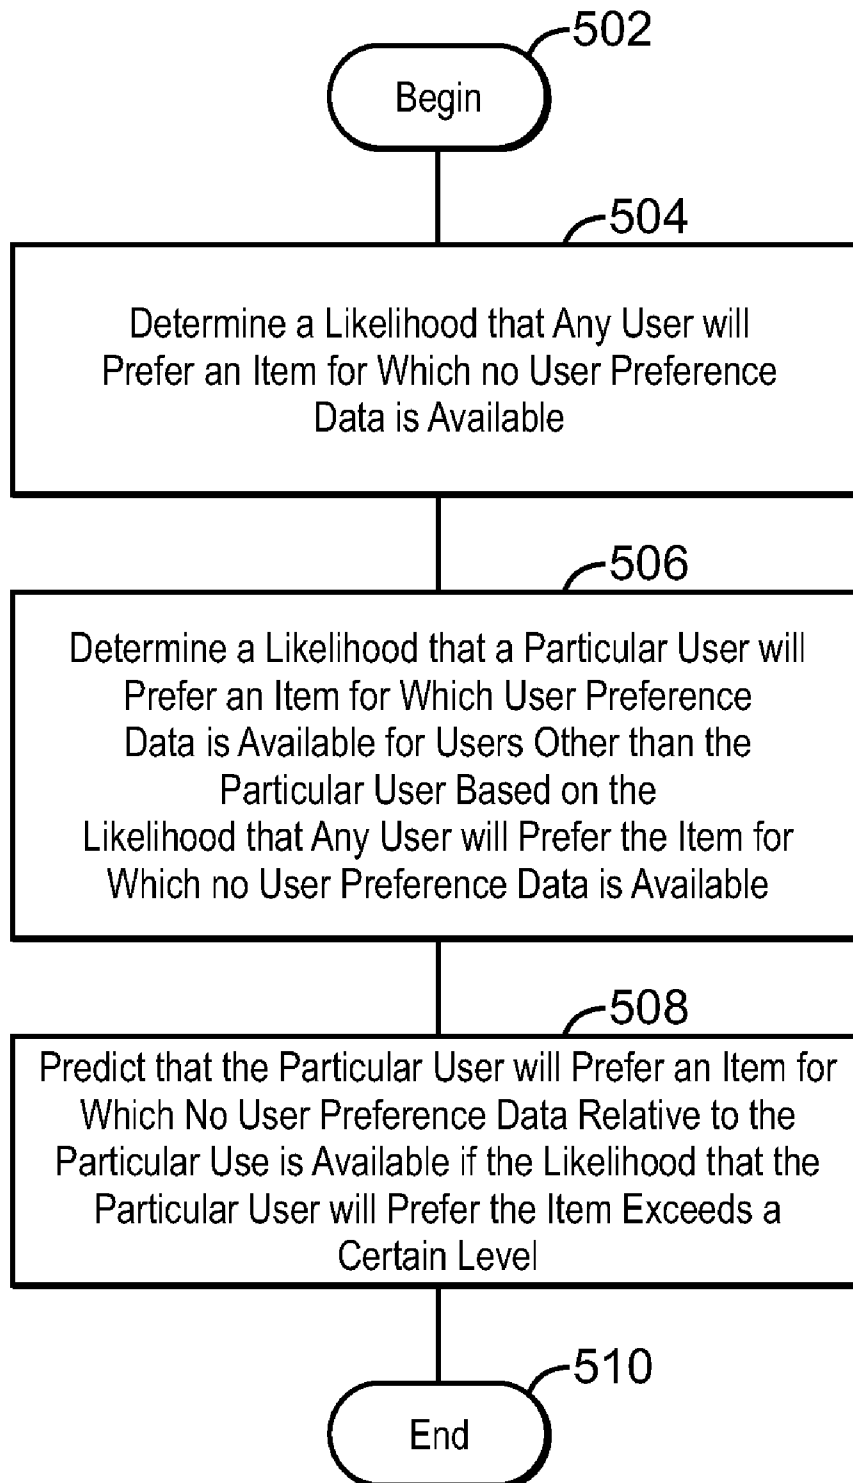 502
Begin
504
Determine a Likelihood that Any User will
Prefer an Item for Which no User Preference
Data is Available
506
Determine a Likelihood that a Particular User will
Prefer an Item for Which User Preference
Data is Available for Users Other than the
Particular User Based on the
Likelihood that Any User will Prefer the Item for
Which no User Preference Data is Available
508
Predict that the Particular User will Prefer an Item for
Which No User Preference Data Relative to the
Particular Use is Available if the Likelihood that the
Particular User will Prefer the Item Exceeds a
Certain Level
510
End